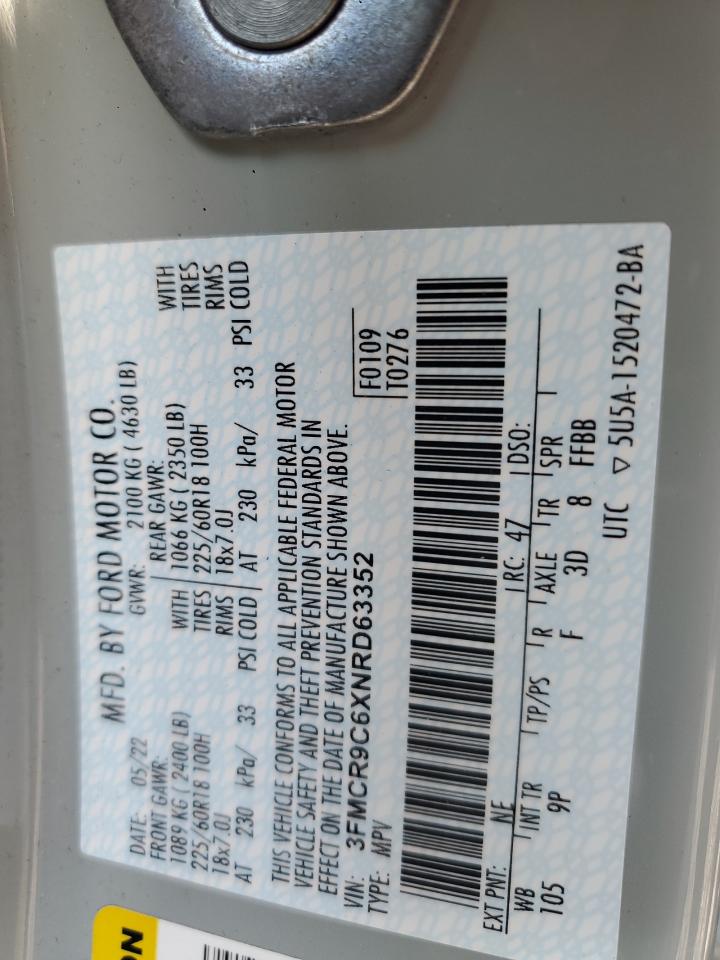 MFD. BY FORD MOTOR CO.
DATE: 05/22 GVWR: 2100 KG ( 4630 LB)
FRONT GAWR: REAR GAWR: WITH
1089 KG ( 2400 LB) WITH 1066 KG ( 2350 LB) TIRES
225/60R18 100H TIRES 225/60R18 100H RIMS
18x7.0J RIMS 18x7.0J
AT 230 kPa/ 33 PSI COLD AT 230 kPa/ 33 PSI COLD
THIS VEHICLE CONFORMS TO ALL APPLICABLE FEDERAL MOTOR
VEHICLE SAFETY AND THEFT PREVENTION STANDARDS IN
EFFECT ON THE DATE OF MANUFACTURE SHOWN ABOVE.
VIN: 3FMCR9C6XNRD63352
TYPE: MPV
F0109
T0276
EXT PNT: NE RC: 47 DSO:
WB INT TR TP/PS R AXLE TR SPR
105 9P F 3D 8 FFBB
UTC ▽ 5U5A-1520472-BA
ON